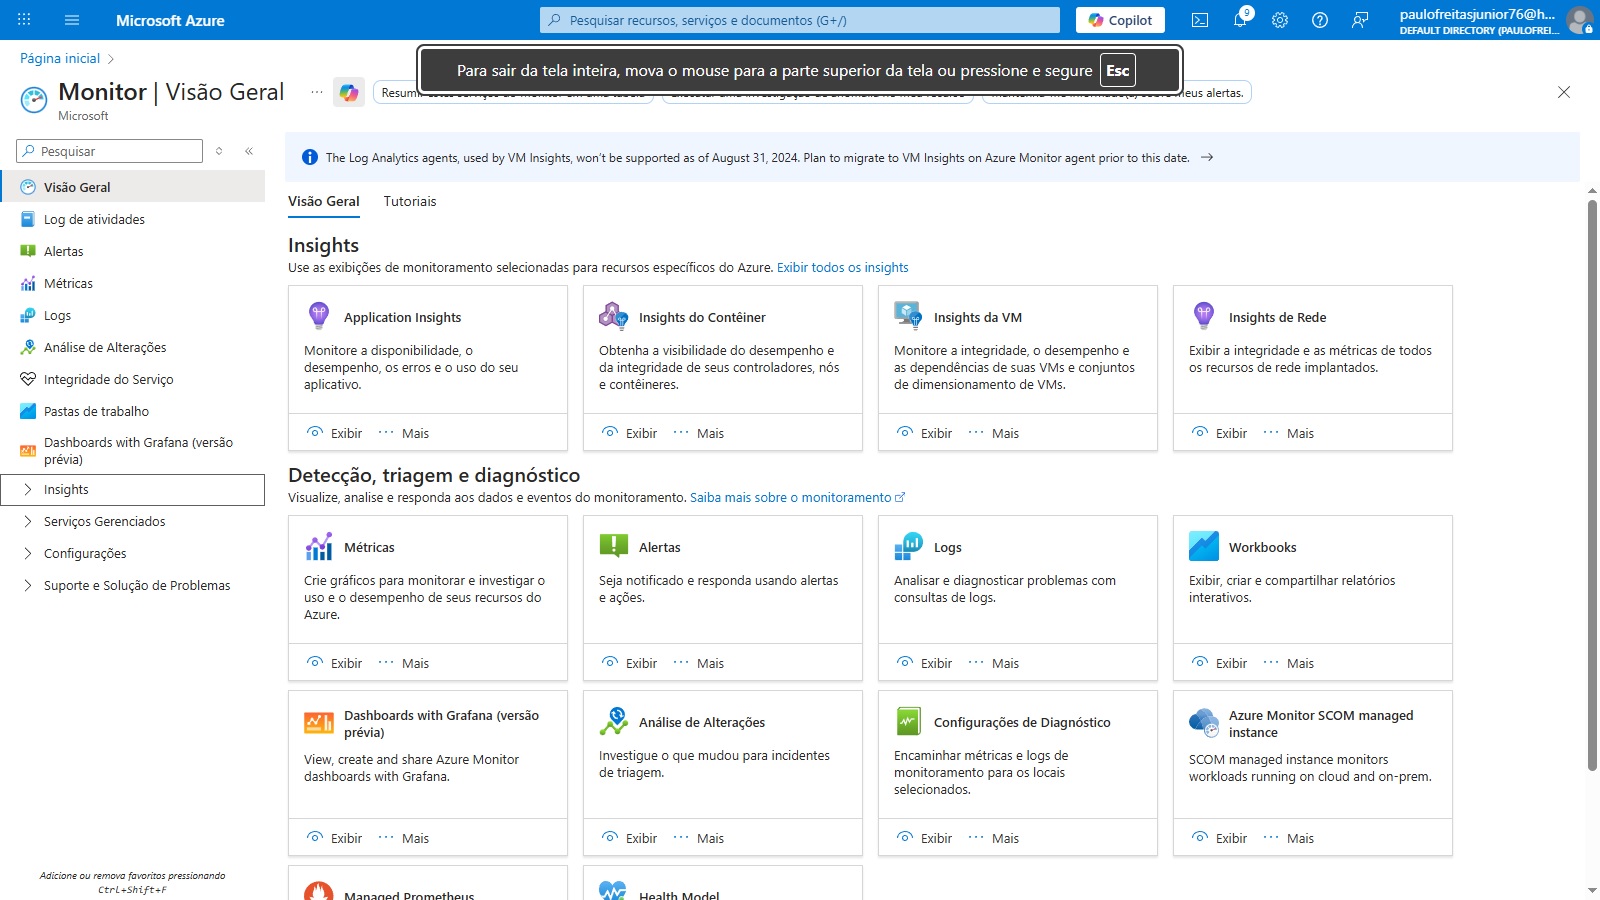 Microsoft Azure
Pesquisar recursos, serviços e documentos (G+/)
Copilot
9
paulofreitasjunior76@h...
DEFAULT DIRECTORY (PAULOFREI...
Página inicial
Para sair da tela inteira, mova o mouse para a parte superior da tela ou pressione e segure Esc
Monitor | Visão Geral
Microsoft
meus alertas.
Pesquisar
The Log Analytics agents, used by VM Insights, won't be supported as of August 31, 2024. Plan to migrate to VM Insights on Azure Monitor agent prior to this date.
Visão Geral
Log de atividades
Alertas
Métricas
Logs
Análise de Alterações
Integridade do Serviço
Pastas de trabalho
Dashboards with Grafana (versão
prévia)
Insights
Serviços Gerenciados
Configurações
Suporte e Solução de Problemas
Adicione ou remova favoritos pressionando
Ctrl+Shift+F
Visão Geral
Tutoriais
Insights
Use as exibições de monitoramento selecionadas para recursos específicos do Azure. Exibir todos os insights
Application Insights
Monitore a disponibilidade, o
desempenho, os erros e o uso do seu
aplicativo.
Exibir
Mais
Insights do Contêiner
Obtenha a visibilidade do desempenho e
da integridade de seus controladores, nós
e contêineres.
Exibir
Mais
Insights da VM
Monitore a integridade, o desempenho e
as dependências de suas VMs e conjuntos
de dimensionamento de VMs.
Exibir
Mais
Insights de Rede
Exibir a integridade e as métricas de todos
os recursos de rede implantados.
Exibir
Mais
Detecção, triagem e diagnóstico
Visualize, analise e responda aos dados e eventos do monitoramento. Saiba mais sobre o monitoramento
Métricas
Crie gráficos para monitorar e investigar o
uso e o desempenho de seus recursos do
Azure.
Exibir
Mais
Alertas
Seja notificado e responda usando alertas
e ações.
Exibir
Mais
Logs
Analisar e diagnosticar problemas com
consultas de logs.
Exibir
Mais
Workbooks
Exibir, criar e compartilhar relatórios
interativos.
Exibir
Mais
Dashboards with Grafana (versão
prévia)
View, create and share Azure Monitor
dashboards with Grafana.
Exibir
Mais
Análise de Alterações
Investigue o que mudou para incidentes
de triagem.
Exibir
Mais
Configurações de Diagnóstico
Encaminhar métricas e logs de
monitoramento para os locais
selecionados.
Exibir
Mais
Azure Monitor SCOM managed
instance
SCOM managed instance monitors
workloads running on cloud and on-prem.
Exibir
Mais
Managed Prometheus
Health Model